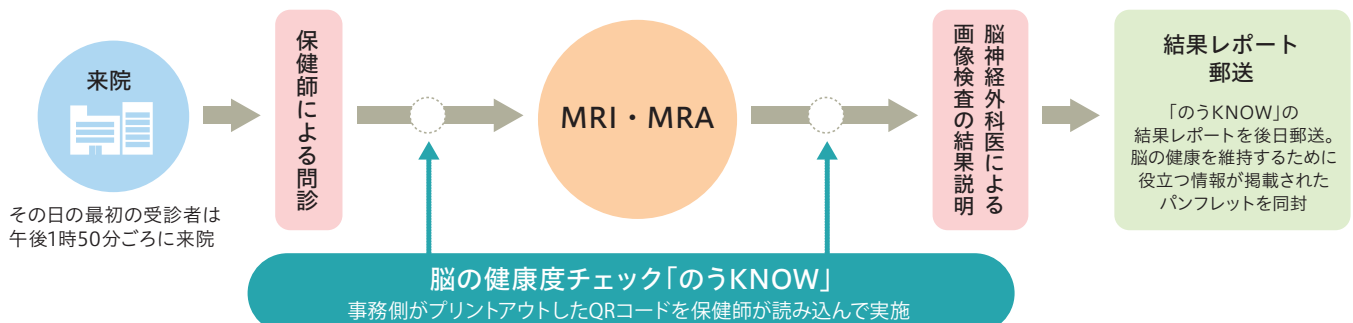 来院
その日の最初の受診者は
午後1時50分ごろに来院
保健師による問診
MRI・MRA
脳神経外科医による
画像検査の結果説明
結果レポート
郵送
「のうKNOW」の
結果レポートを後日郵送。
脳の健康を維持するために
役立つ情報が掲載された
パンフレットを同封
脳の健康度チェック「のうKNOW」
事務側がプリントアウトしたQRコードを保健師が読み込んで実施